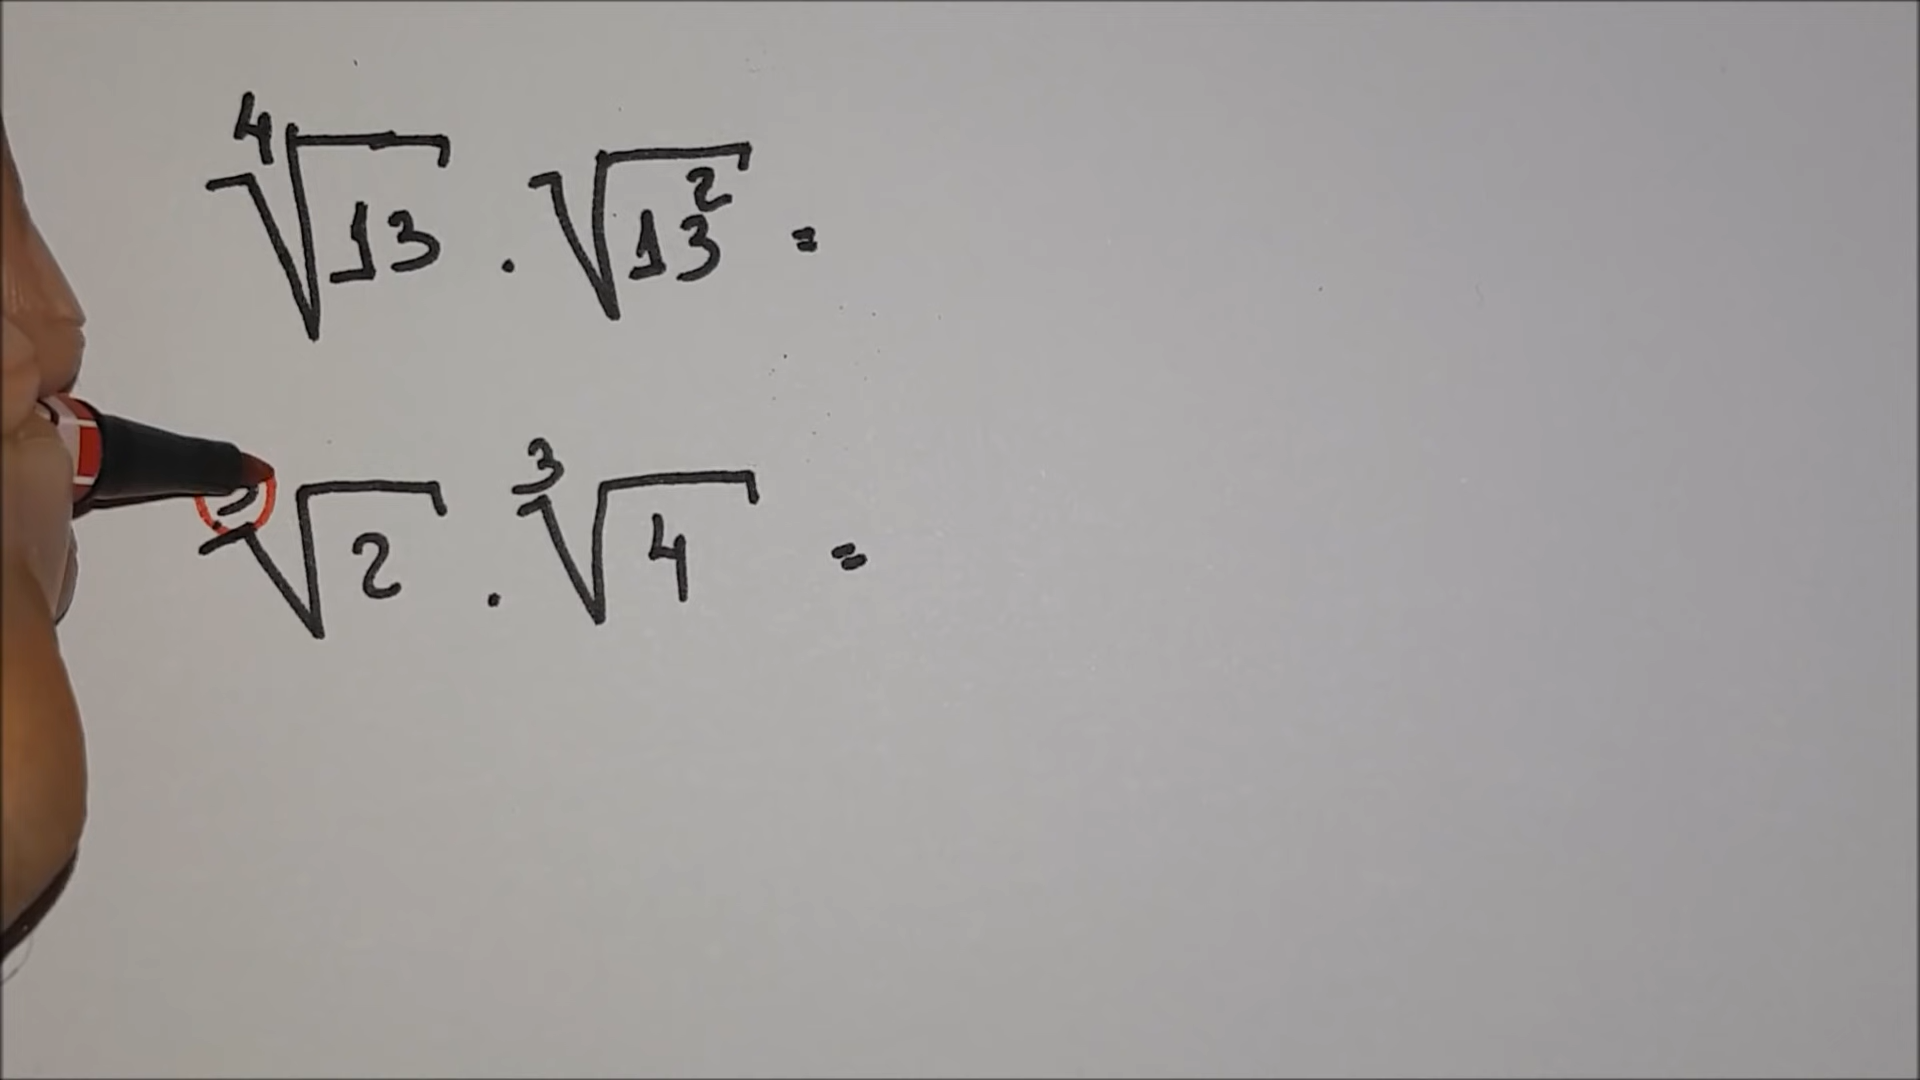 ⁴√13 . √13² =
√2 . ³√4 =